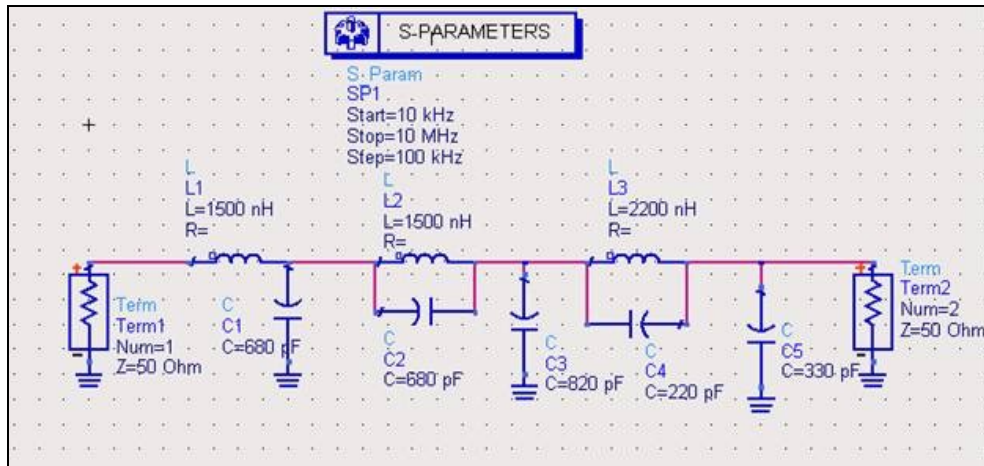 S-PARAMETERS
S_Param
SP1
Start=10 kHz
Stop=10 MHz
Step=100 kHz
L
L1
L=1500 nH
R=
L
L2
L=1500 nH
R=
L
L3
L=2200 nH
R=
Term
Term1
Num=1
Z=50 Ohm
C
C1
C=680 pF
C
C2
C=680 pF
C
C3
C=820 pF
C
C4
C=220 pF
C
C5
C=330 pF
Term
Term2
Num=2
Z=50 Ohm